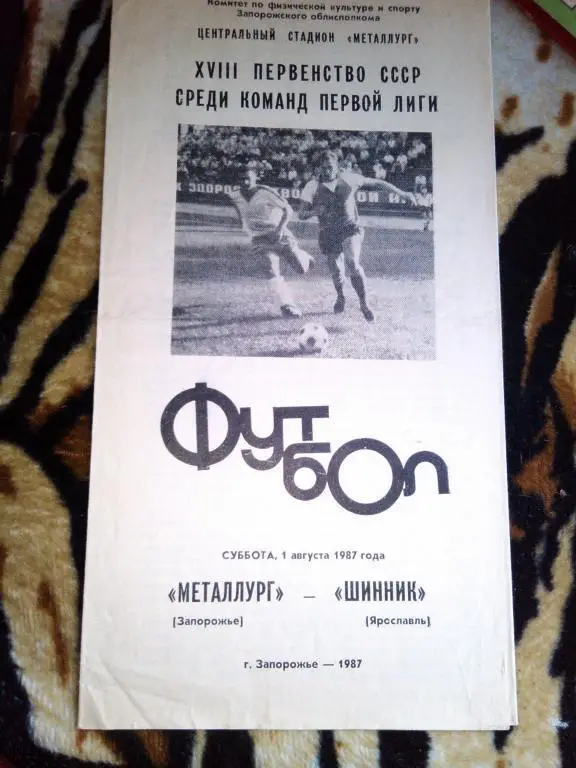 Комитет по физической культуре и спорту
Запорожского облисполкома
ЦЕНТРАЛЬНЫЙ СТАДИОН «МЕТАЛЛУРГ»
XVIII ПЕРВЕНСТВО СССР
СРЕДИ КОМАНД ПЕРВОЙ ЛИГИ
ФУТБОЛ
СУББОТА, 1 августа 1987 года
«МЕТАЛЛУРГ» — «ШИННИК»
(Запорожье) (Ярославль)
г. Запорожье — 1987